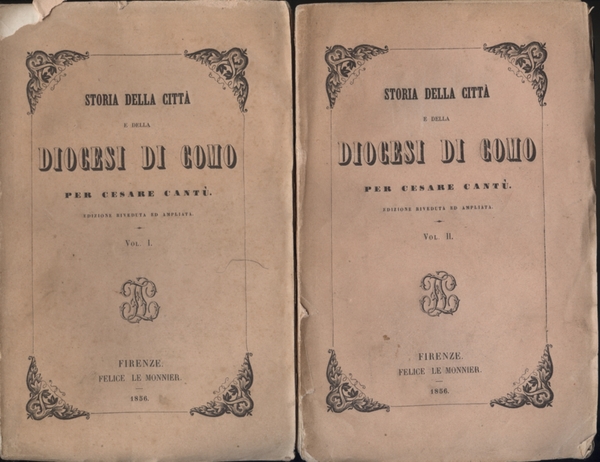 STORIA DELLA CITTÀ
E DELLA
DIOCESI DI COMO
PER CESARE CANTÙ.
EDIZIONE RIVEDUTA ED AMPLIATA
VOL. I.
FIRENZE.
FELICE LE MONNIER.
1856.
STORIA DELLA CITTÀ
E DELLA
DIOCESI DI COMO
PER CESARE CANTÙ.
EDIZIONE RIVEDUTA ED AMPLIATA
VOL. II.
FIRENZE.
FELICE LE MONNIER.
1856.